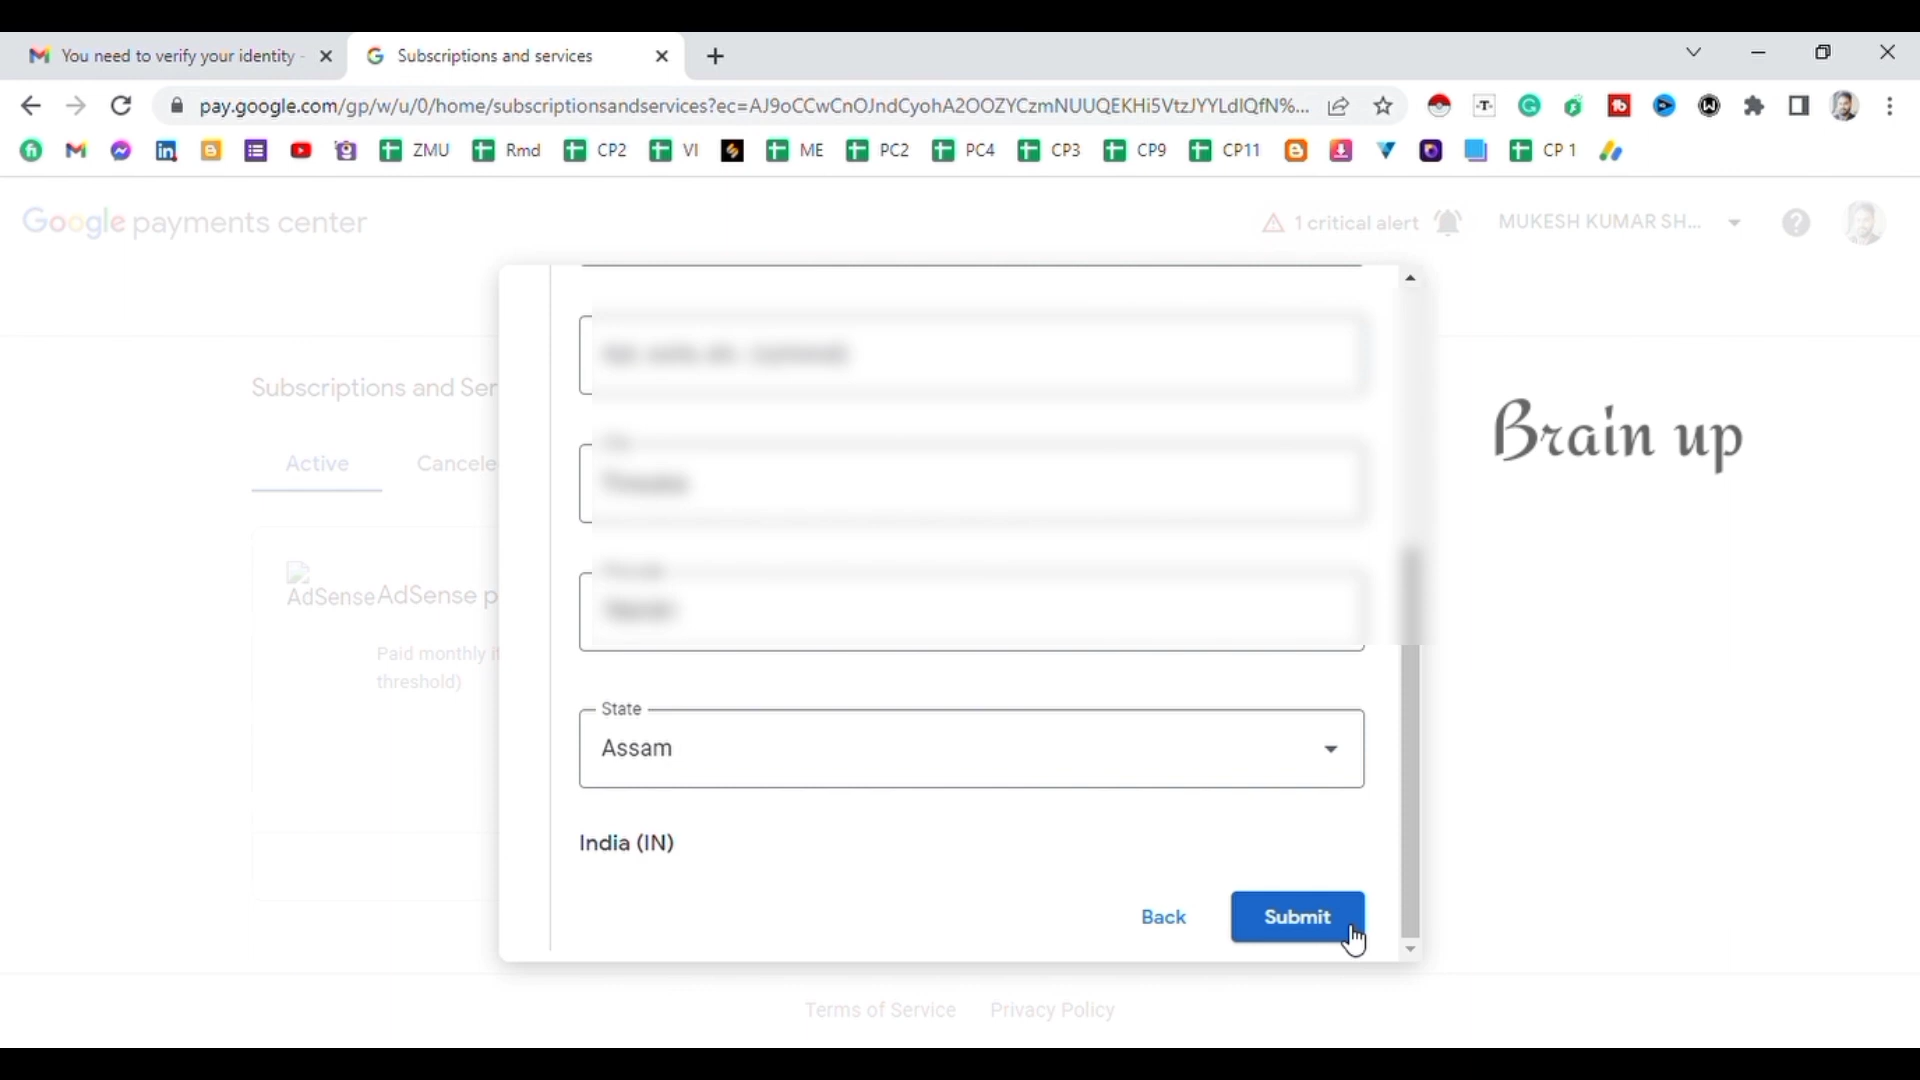 You need to verify your identity -
Subscriptions and services
pay.google.com/gp/w/u/0/home/subscriptionsandservices?ec=AJ9oCCwCnOJndCyohA2OOZYCzmNUUQEKHi5VtzJYYLdIQfN%...
ZMU Rmd CP2 VI ME PC2 PC4 CP3 CP9 CP11 CP 1
Google payments center
1 critical alert
MUKESH KUMAR SH...
Subscriptions and Ser
Brain up
Active Cancele
AdSense AdSense p
Paid monthly if
threshold)
State
Assam
India (IN)
Back Submit
Terms of Service Privacy Policy